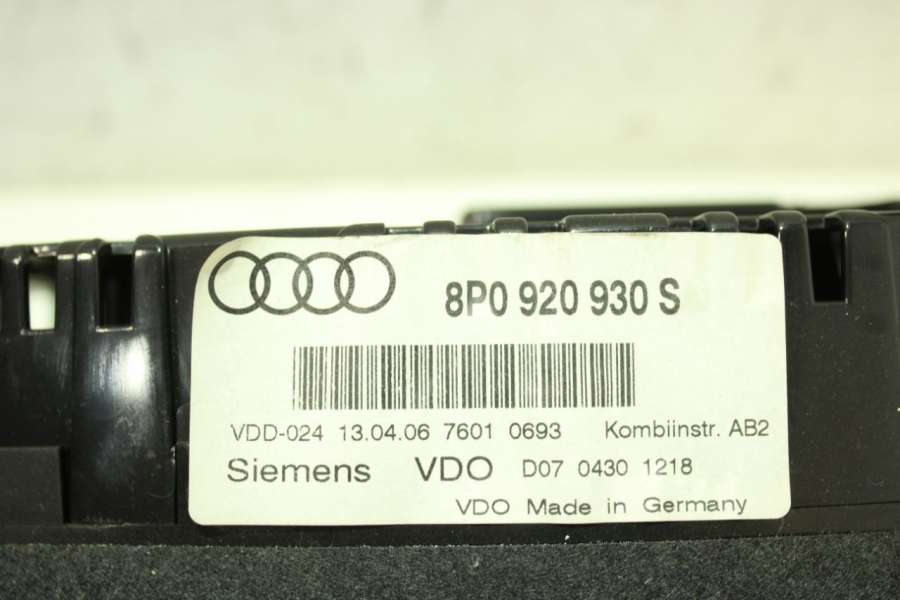 8P0 920 930 S
VDD-024 13.04.06 7601 0693 Kombiinstr. AB2
Siemens VDO D07 0430 1218
VDO Made in Germany